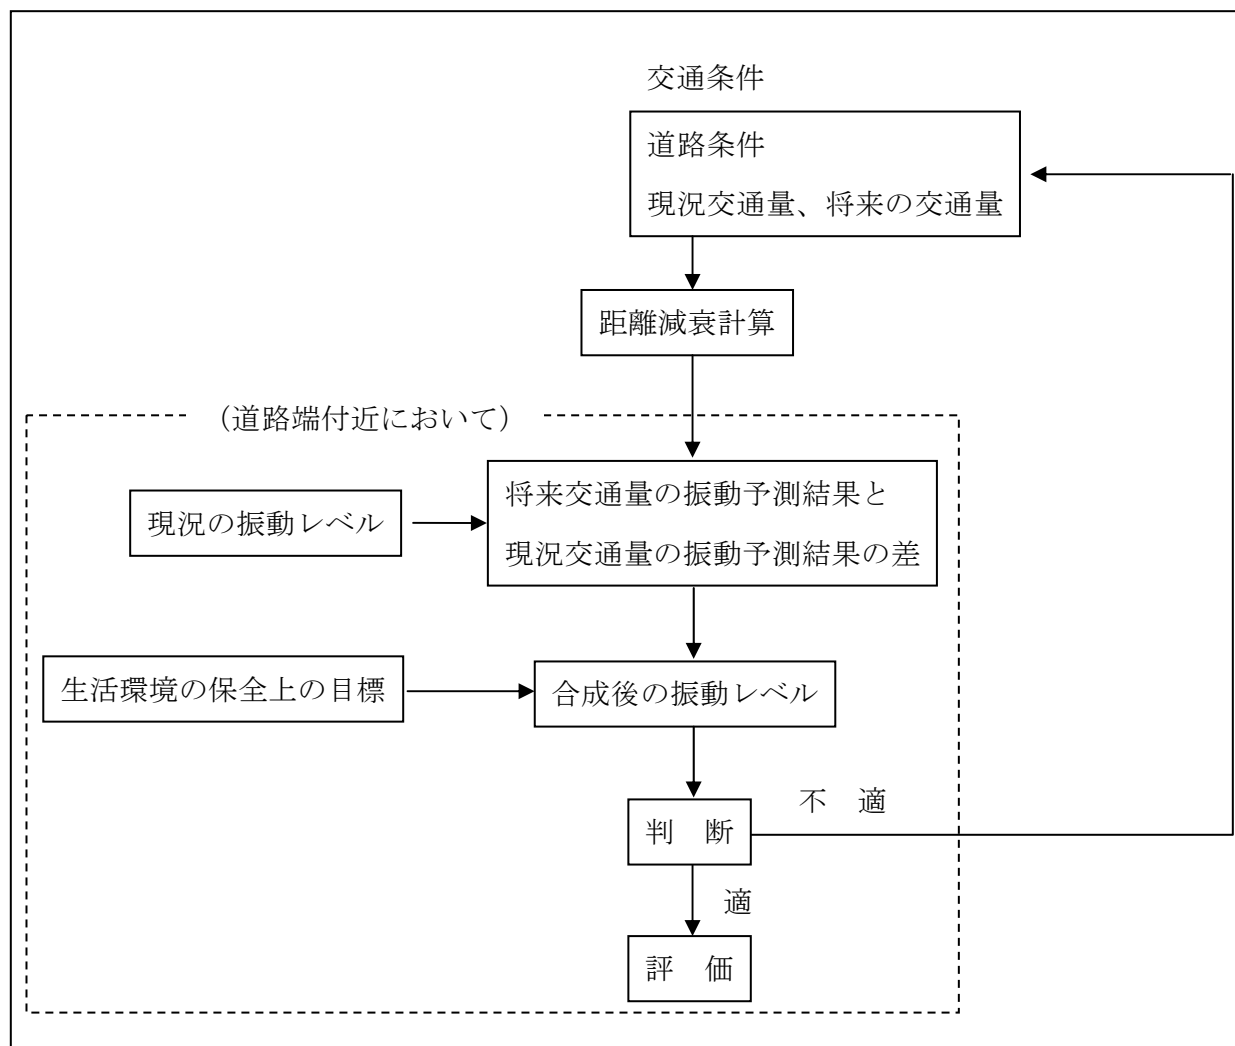 交通条件
道路条件
現況交通量、将来の交通量
距離減衰計算
（道路端付近において）
将来交通量の振動予測結果と
現況の振動レベル
現況交通量の振動予測結果の差
生活環境の保全上の目標
合成後の振動レベル
不　適
判　断
適
評　価